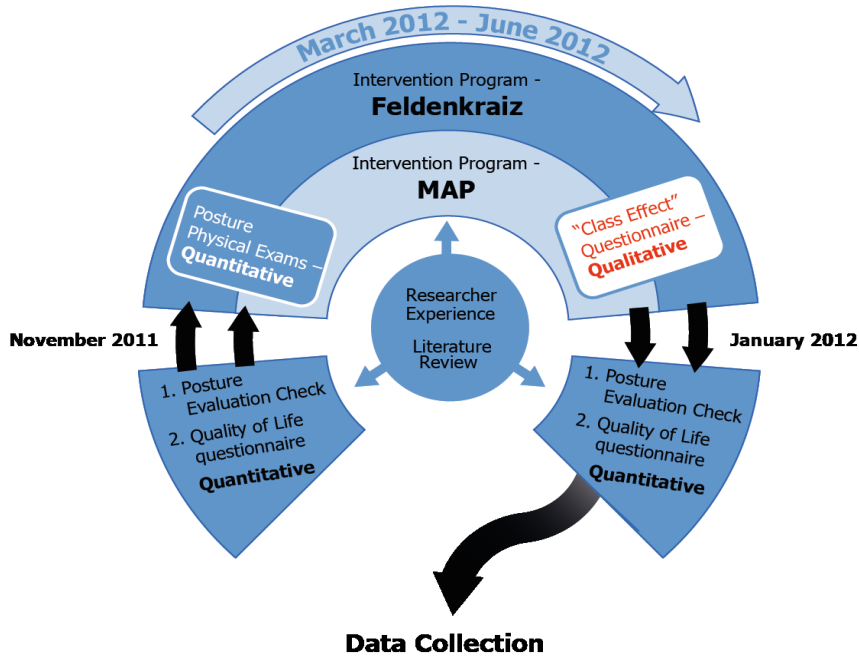 March 2012 - June 2012
Intervention Program -
Feldenkraiz
Intervention Program -
MAP
Posture
Physical Exams –
Quantitative
"Class Effect"
Questionnaire –
Qualitative
Researcher
Experience
Literature
Review
November 2011
January 2012
1. Posture
Evaluation Check
2. Quality of Life
questionnaire
Quantitative
1. Posture
Evaluation Check
2. Quality of Life
questionnaire
Quantitative
Data Collection